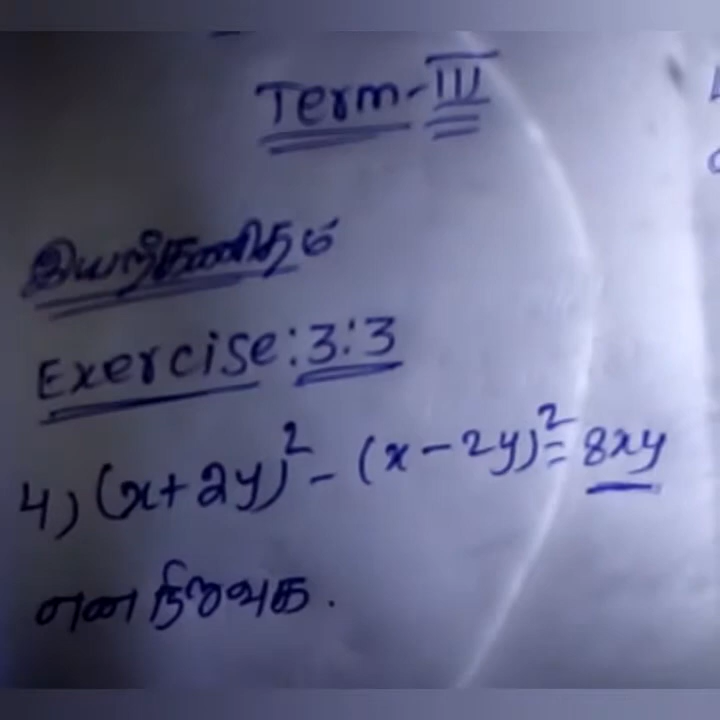 Term-III
இயற்கணிதம்
Exercise:3:3
4) (x+2y)² - (x-2y)² = 8xy
என நிறுவுக.